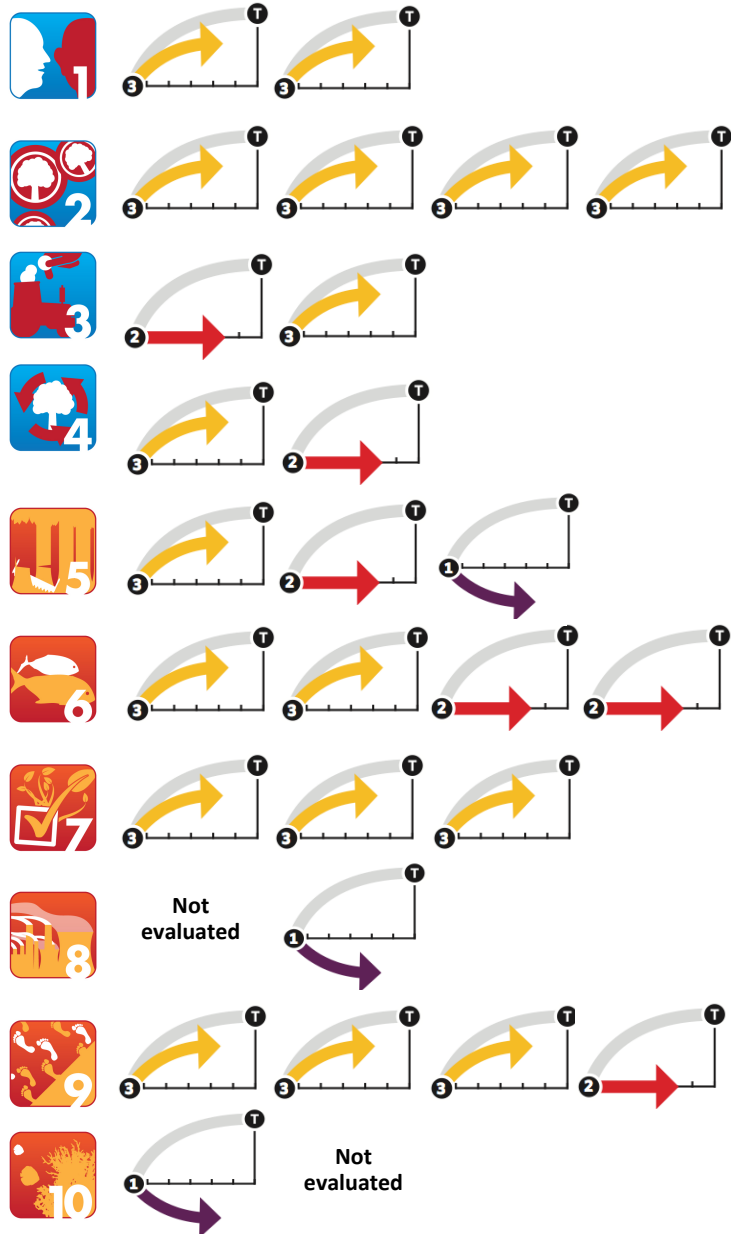 1 3 T 3 T
2 3 T 3 T 3 T 3 T
3 2 T 3 T
4 3 T 2 T
5 3 T 2 T 1 T
6 3 T 3 T 2 T 2 T
7 3 T 3 T 3 T
8 Not
evaluated 1 T
9 3 T 3 T 3 T 2 T
10 1 T Not
evaluated